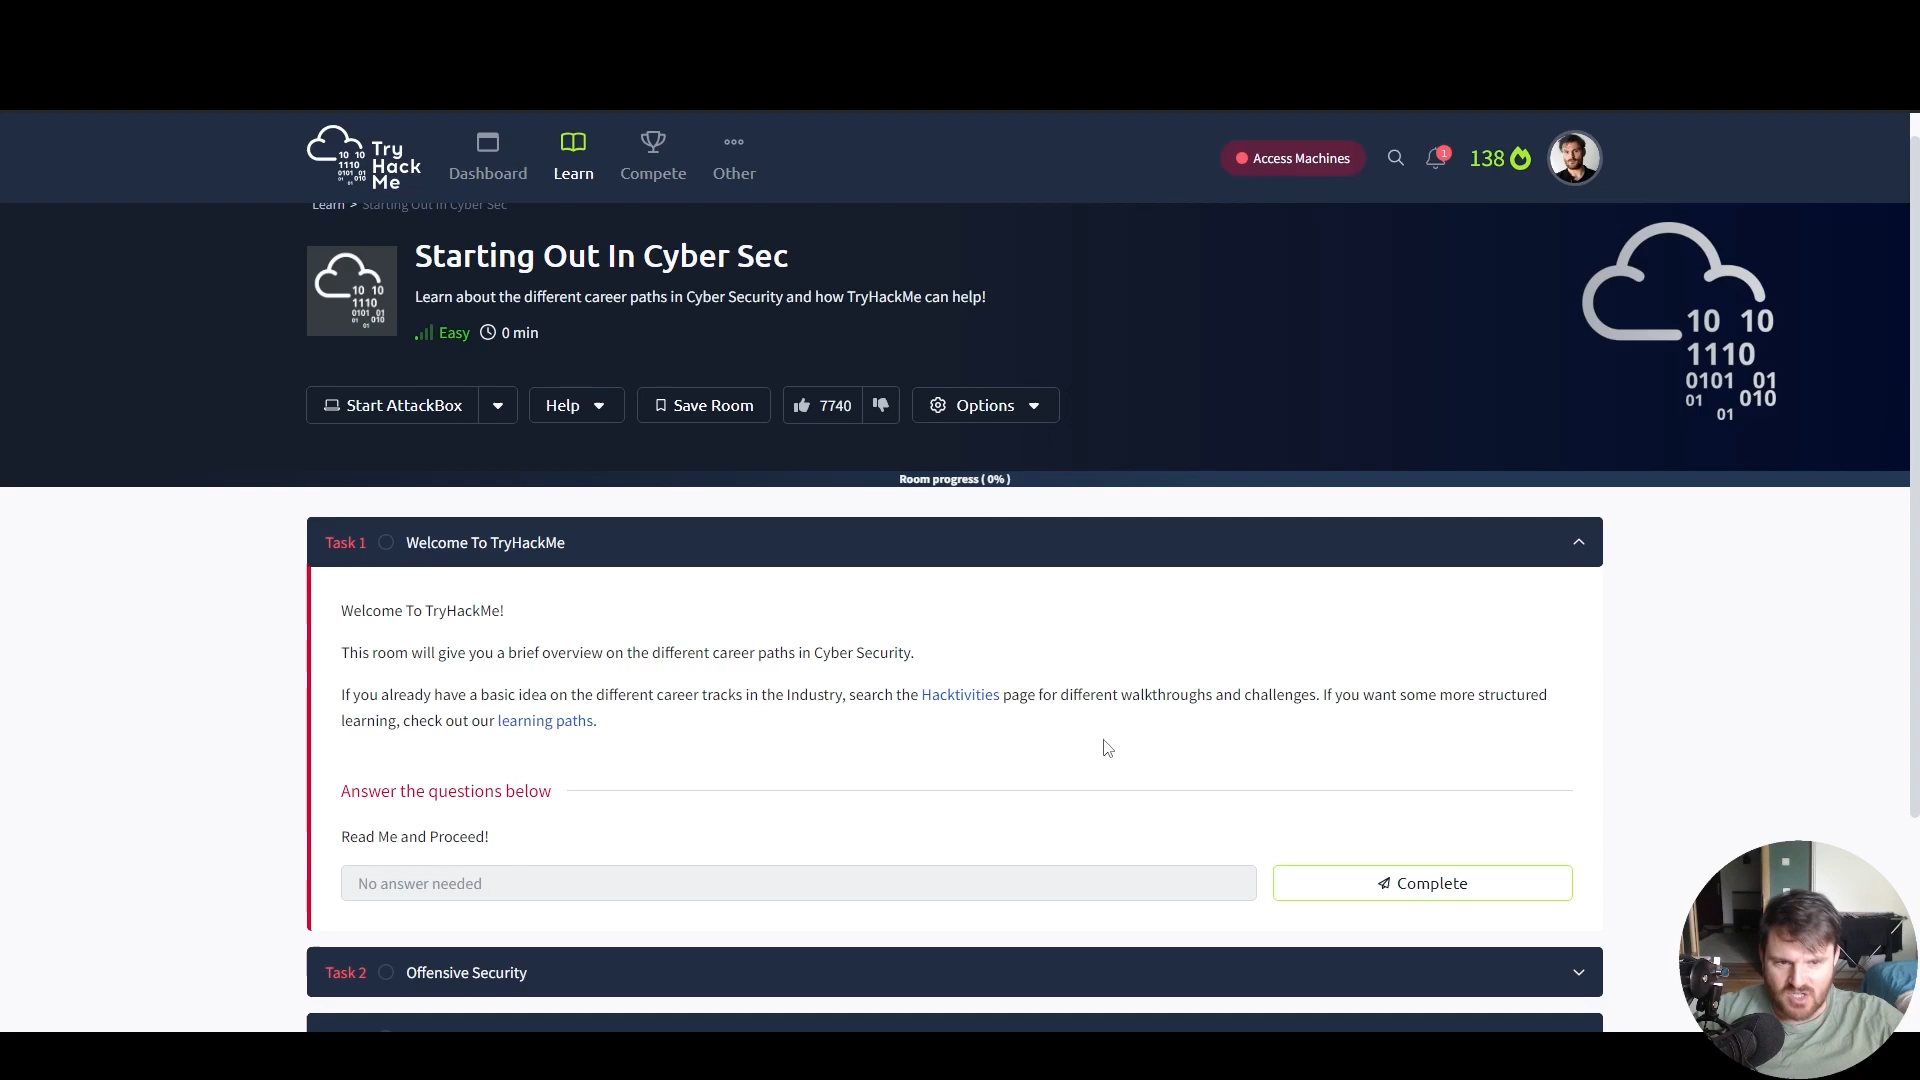 Try Hack Me
Dashboard
Learn
Compete
Other
Access Machines
1
138
Learn > Starting Out In Cyber Sec
Starting Out In Cyber Sec
Learn about the different career paths in Cyber Security and how TryHackMe can help!
Easy 0 min
Start AttackBox
Help
Save Room
7740
Options
10 10
1110
0101 01
01 010
01
Room progress ( 0% )
Task 1 Welcome To TryHackMe
Welcome To TryHackMe!
This room will give you a brief overview on the different career paths in Cyber Security.
If you already have a basic idea on the different career tracks in the Industry, search the Hacktivities page for different walkthroughs and challenges. If you want some more structured
learning, check out our learning paths.
Answer the questions below
Read Me and Proceed!
No answer needed
Complete
Task 2 Offensive Security